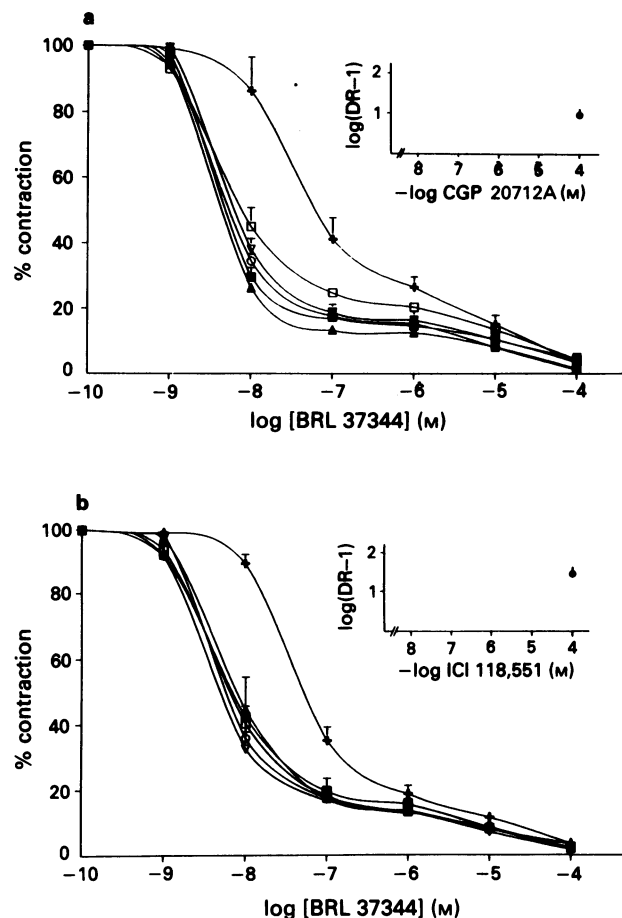 a
100
80
60
40
20
0
% contraction
−10 −9 −8 −7 −6 −5 −4
log [BRL 37344] (M)
2
1
log(DR−1)
8 7 6 5 4
−log CGP 20712A (M)
b
100
80
60
40
20
0
% contraction
−10 −9 −8 −7 −6 −5 −4
log [BRL 37344] (M)
2
1
log(DR−1)
8 7 6 5 4
−log ICI 118,551 (M)